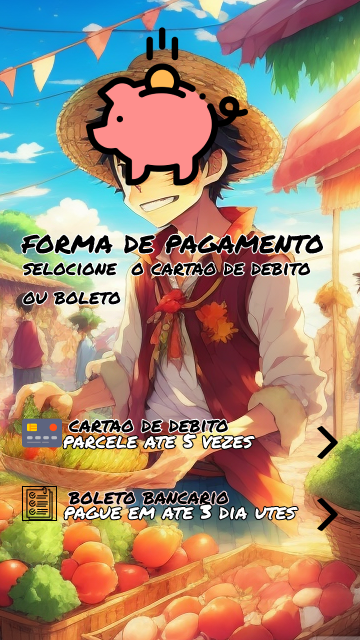 FORMA DE PAGAMENTO
SELOCIONE O CARTAO DE DEBITO
OU BOLETO
CARTAO DE DEBITO
PARCELE ATE 5 VEZES
BOLETO BANCARIO
PAGUE EM ATE 3 DIA UTES